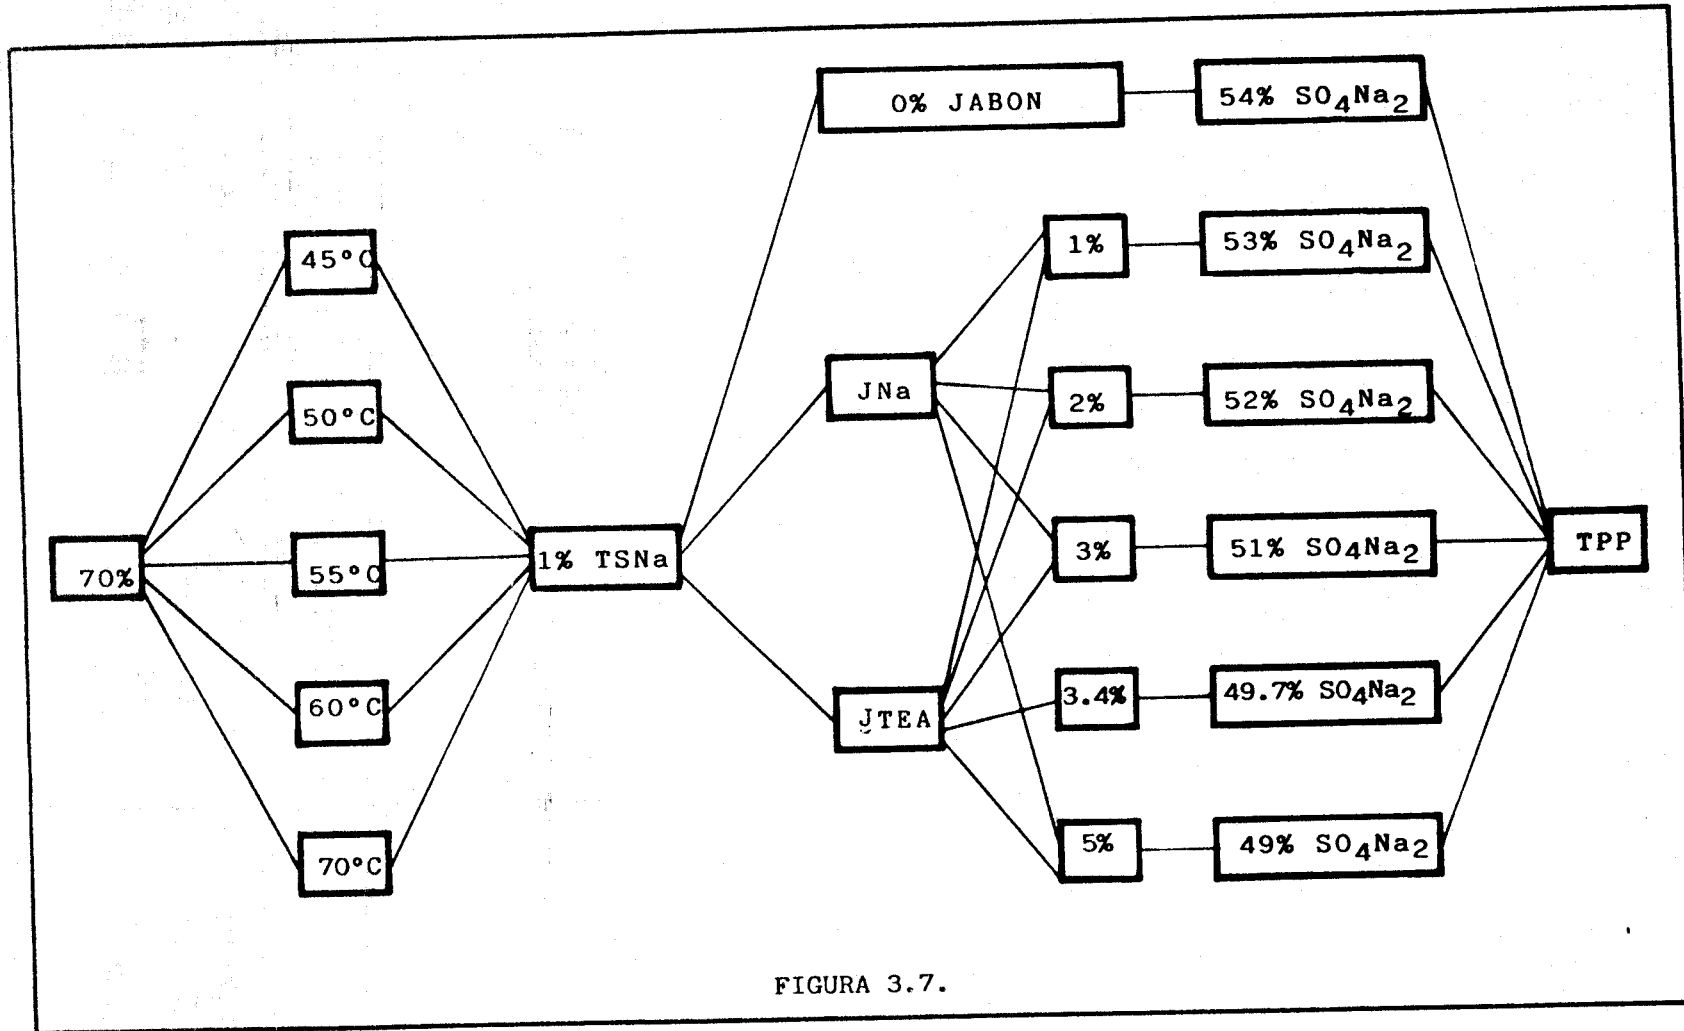 0% JABON
54% SO4Na2
45°C
1%
53% SO4Na2
50°C
JNa
2%
52% SO4Na2
70%
55°C
1% TSNa
3%
51% SO4Na2
TPP
60°C
JTEA
3.4%
49.7% SO4Na2
70°C
5%
49% SO4Na2
FIGURA 3.7.